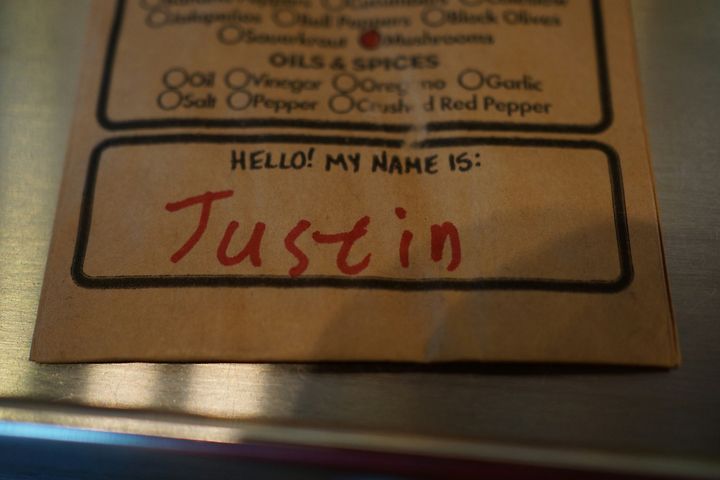 Jalapeños Bell Peppers Black Olives
Sauerkraut Mushrooms
OILS & SPICES
Oil Vinegar Garlic
Salt Pepper Red Pepper
HELLO! MY NAME IS:
Justin